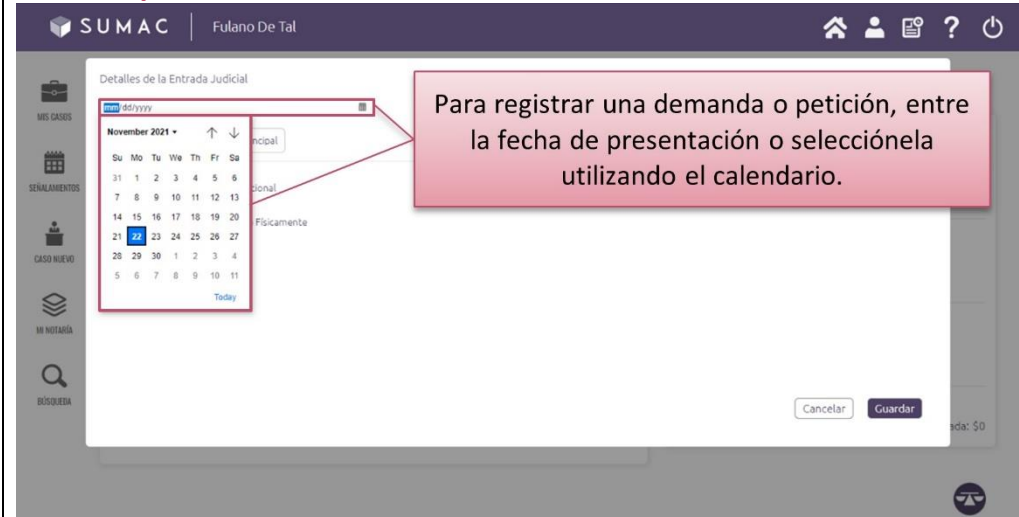 SUMAC
Fulano De Tal
?
Detalles de la Entrada Judicial
mm/dd/yyyy
MIS CASOS
Para registrar una demanda o petición, entre
la fecha de presentación o selecciónela
utilizando el calendario.
November 2021
ncipal
Su Mo Tu We Th Fr Sa
31 1 2 3 4 5 6
SEÑALAMIENTOS
cional
7 8 9 10 11 12 13
14 15 16 17 18 19 20
Físicamente
21 22 23 24 25 26 27
CASO NUEVO
28 29 30 1 2 3 4
5 6 7 8 9 10 11
Today
MI NOTARÍA
BÚSQUEDA
Cancelar
Guardar
ada: $0